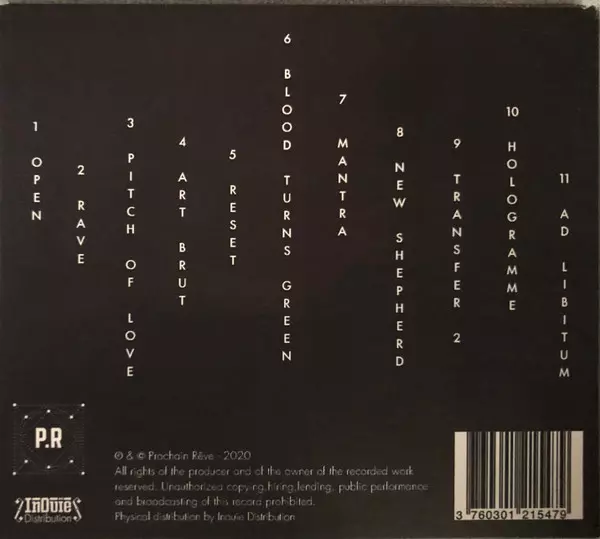 1 OPEN
2 RAVE
3 PITCH OF LOVE
4 ART BRUT
5 RESET
6 BLOOD TURNS GREEN
7 MANTRA
8 NEW SHEPHERD
9 TRANSFER 2
10 HOLOGRAMME
11 AD LIBITUM
P.R
INOUIE
Distribution
℗ & © Prochain Rêve - 2020
All rights of the producer and of the owner of the recorded work
reserved. Unauthorized copying,hiring,lending, public performance
and broadcasting of this record prohibited.
Physical distribution by Inouie Distribution
3 760301 215479